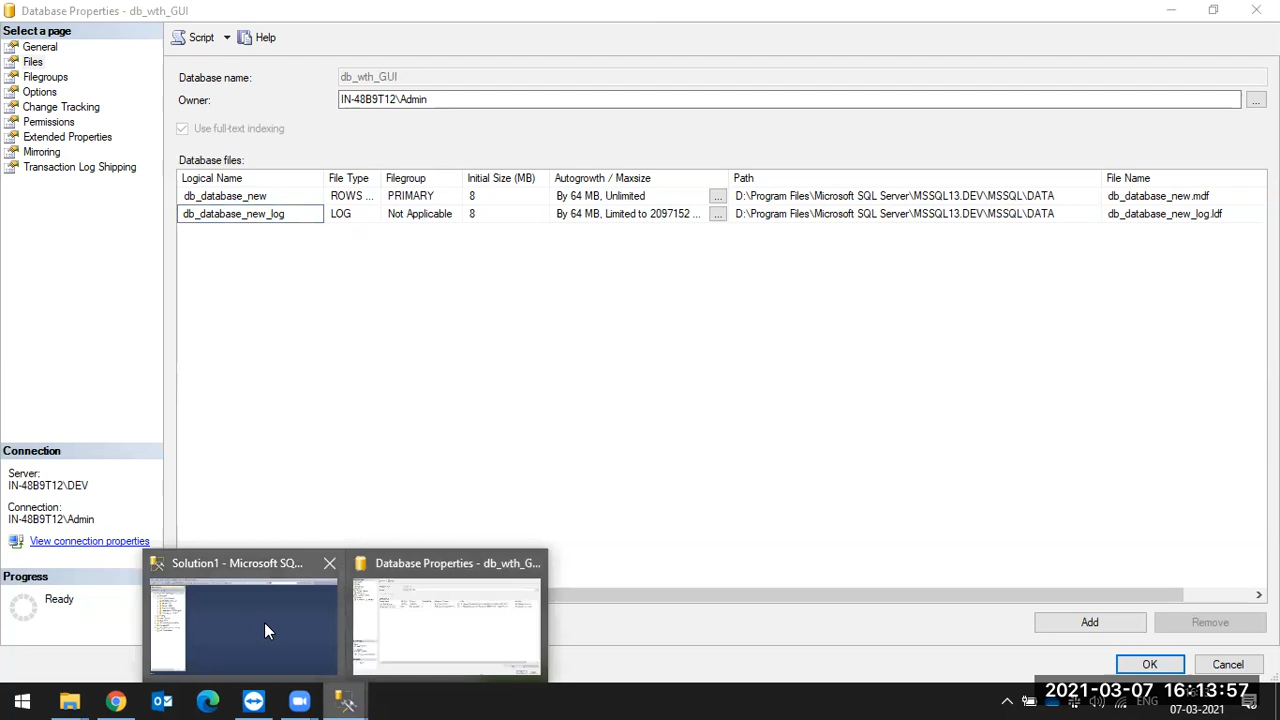 Database Properties - db_wth_GUI
Select a page
General
Files
Filegroups
Options
Change Tracking
Permissions
Extended Properties
Mirroring
Transaction Log Shipping
Script Help
Database name: db_wth_GUI
Owner: IN-48B9T12\Admin ...
Use full-text indexing
Database files:
Logical Name File Type Filegroup Initial Size (MB) Autogrowth / Maxsize Path File Name
db_database_new ROWS ... PRIMARY 8 By 64 MB, Unlimited ... D:\Program Files\Microsoft SQL Server\MSSQL13.DEV\MSSQL\DATA db_database_new.mdf
db_database_new_log LOG Not Applicable 8 By 64 MB, Limited to 2097152 ... ... D:\Program Files\Microsoft SQL Server\MSSQL13.DEV\MSSQL\DATA db_database_new_log.ldf
Connection
Server:
IN-48B9T12\DEV
Connection:
IN-48B9T12\Admin
View connection properties
Progress
Ready
Solution1 - Microsoft SQ... Database Properties - db_wth_G...
Add Remove
OK Cancel
2021-03-07 16:13:57
ENG
07-03-2021